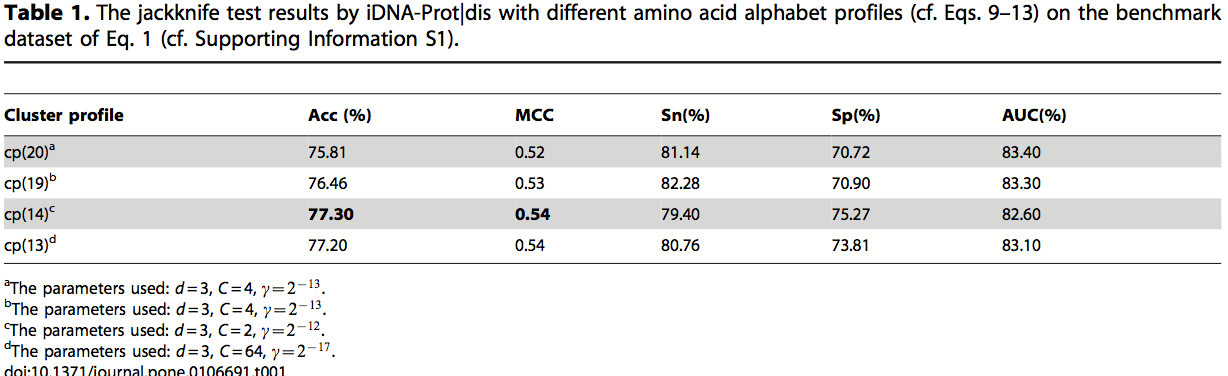 Table 1. The jackknife test results by iDNA-Prot|dis with different amino acid alphabet profiles (cf. Eqs. 9–13) on the benchmark
dataset of Eq. 1 (cf. Supporting Information S1).
Cluster profile Acc (%) MCC Sn(%) Sp(%) AUC(%)
cp(20)a 75.81 0.52 81.14 70.72 83.40
cp(19)b 76.46 0.53 82.28 70.90 83.30
cp(14)c 77.30 0.54 79.40 75.27 82.60
cp(13)d 77.20 0.54 80.76 73.81 83.10
aThe parameters used: d=3, C=4, γ=2−13.
bThe parameters used: d=3, C=4, γ=2−13.
cThe parameters used: d=3, C=2, γ=2−12.
dThe parameters used: d=3, C=64, γ=2−17.
doi:10.1371/journal.pone.0106691.t001